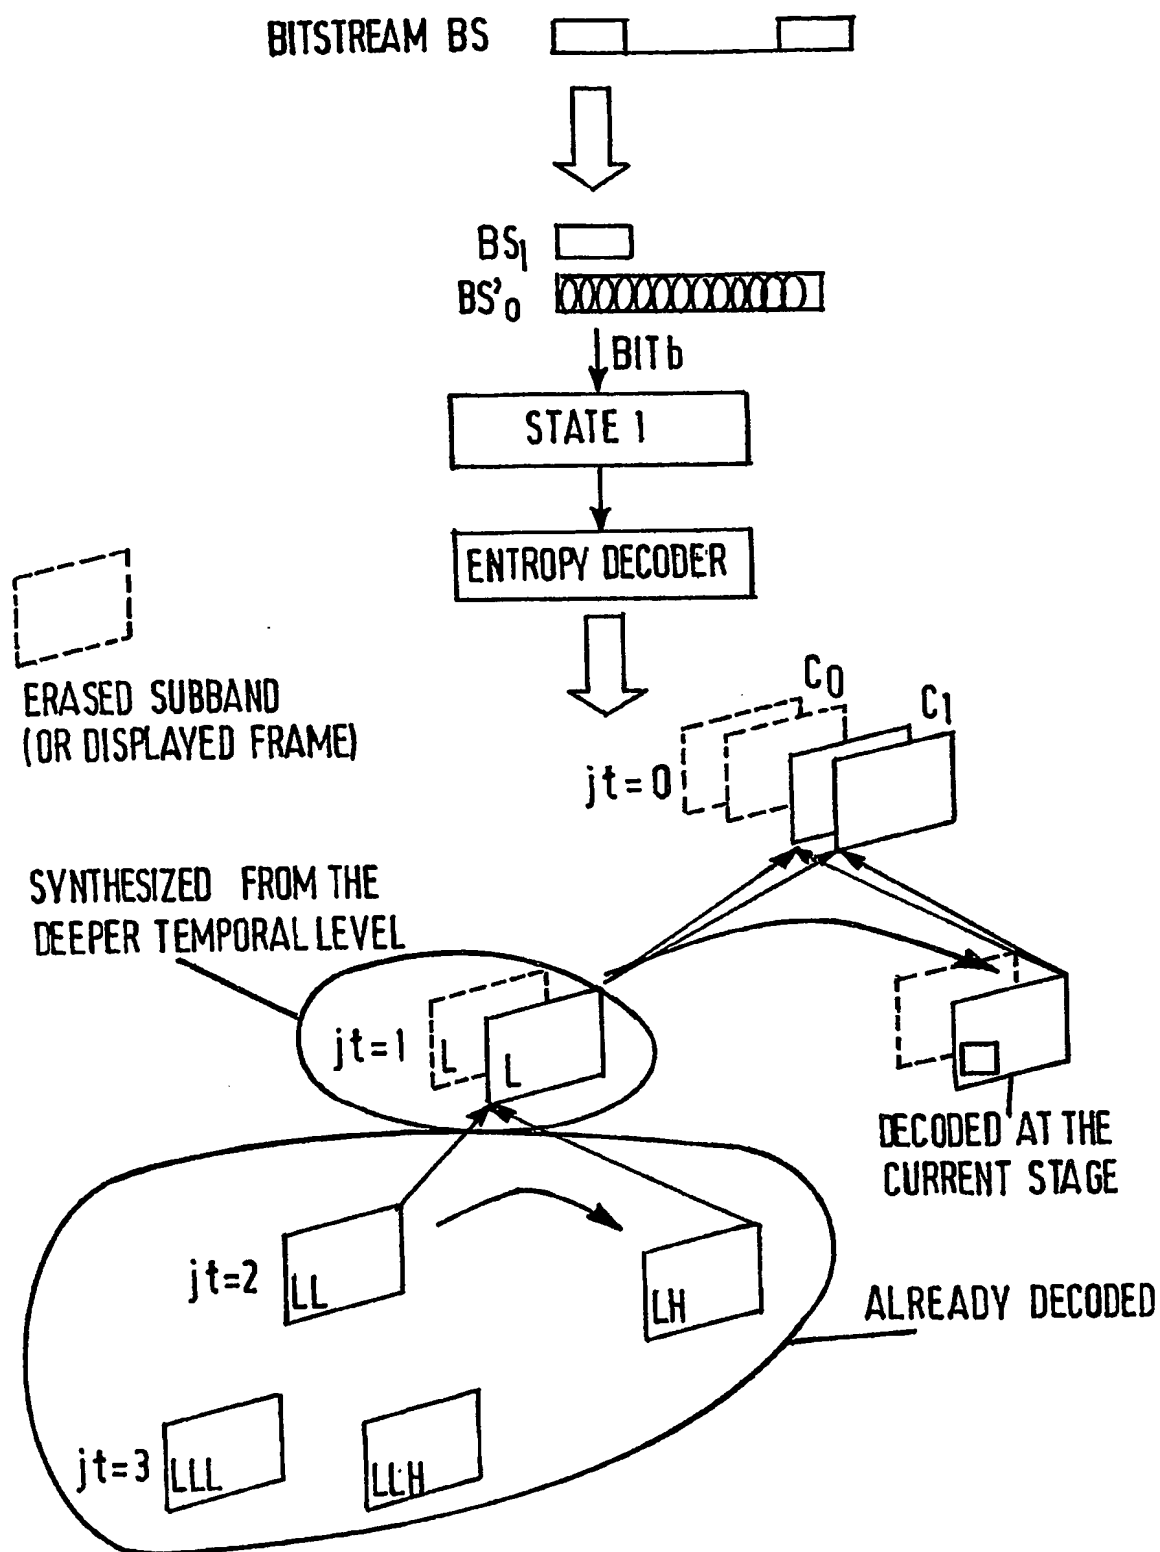 BITSTREAM BS
BS1
BS'0
BIT b
STATE 1
ENTROPY DECODER
ERASED SUBBAND
(OR DISPLAYED FRAME)
C0
C1
jt=0
SYNTHESIZED FROM THE
DEEPER TEMPORAL LEVEL
jt=1
L
L
DECODED AT THE
CURRENT STAGE
jt=2
LL
LH
ALREADY DECODED
jt=3
LLL
LLH